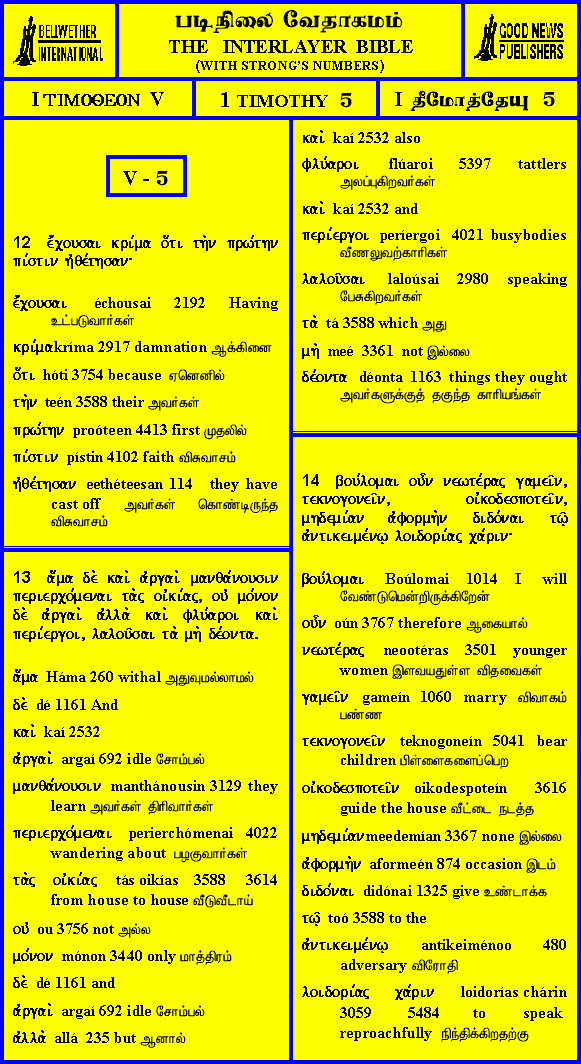 BELLWETHER
INTERNATIONAL
படிநிலை வேதாகமம்
THE INTERLAYER BIBLE
(WITH STRONG'S NUMBERS)
GOOD NEWS
PUBLISHERS
I ΤΙΜΟΘΕΟΝ V
1 TIMOTHY 5
I தீமோத்தேயு 5
V - 5
12 ἔχουσαι κρίμα ὅτι τὴν πρώτην
πίστιν ἠθέτησαν·
ἔχουσαι échousai 2192 Having
உட்படுவார்கள்
κρίμα kríma 2917 damnation ஆக்கினை
ὅτι hóti 3754 because ஏனெனில்
τὴν teén 3588 their அவர்கள்
πρώτην proóteen 4413 first முதலில்
πίστιν pístin 4102 faith விசுவாசம்
ἠθέτησαν eethéteesan 114 they have
cast off அவர்கள் கொண்டிருந்த
விசுவாசம்
13 ἅμα δὲ καὶ ἀργαὶ μανθάνουσιν
περιερχόμεναι τὰς οἰκίας, οὐ μόνον
δὲ ἀργαὶ ἀλλὰ καὶ φλύαροι καὶ
περίεργοι, λαλοῦσαι τὰ μὴ δέοντα.
ἅμα Háma 260 withal அதுவுமல்லாமல்
δὲ dé 1161 And
καὶ kaí 2532
ἀργαὶ argaí 692 idle சோம்பல்
μανθάνουσιν manthánousin 3129 they
learn அவர்கள் திரிவார்கள்
περιερχόμεναι perierchómenai 4022
wandering about பழகுவார்கள்
τὰς οἰκίας tás oikías 3588 3614
from house to house வீடுவீடாய்
οὐ ou 3756 not அல்ல
μόνον mónon 3440 only மாத்திரம்
δὲ dé 1161 and
ἀργαὶ argaí 692 idle சோம்பல்
ἀλλὰ allá 235 but ஆனால்
καὶ kaí 2532 also
φλύαροι flúaroi 5397 tattlers
அலப்புகிறவர்கள்
καὶ kaí 2532 and
περίεργοι períergoi 4021 busybodies
வீணலுவற்காரிகள்
λαλοῦσαι laloúsai 2980 speaking
பேசுகிறவர்கள்
τὰ tá 3588 which அது
μὴ meé 3361 not இல்லை
δέοντα déonta 1163 things they ought
அவர்களுக்குத் தகுந்த காரியங்கள்
14 βούλομαι οὖν νεωτέρας γαμεῖν,
τεκνογονεῖν, οἰκοδεσποτεῖν,
μηδεμίαν ἀφορμὴν διδόναι τῷ
ἀντικειμένῳ λοιδορίας χάριν·
βούλομαι Boúlomai 1014 I will
வேண்டுமென்றிருக்கிறேன்
οὖν oún 3767 therefore ஆகையால்
νεωτέρας neootéras 3501 younger
women இளவயதுள்ள விதவைகள்
γαμεῖν gameín 1060 marry விவாகம்
பண்ண
τεκνογονεῖν teknogoneín 5041 bear
children பிள்ளைகளைப்பெற
οἰκοδεσποτεῖν oikodespoteín 3616
guide the house வீட்டை நடத்த
μηδεμίαν meedemían 3367 none இல்லை
ἀφορμὴν aformeén 874 occasion இடம்
διδόναι didónai 1325 give உண்டாக்க
τῷ toó 3588 to the
ἀντικειμένῳ antikeiménoo 480
adversary விரோதி
λοιδορίας χάριν loidorías chárin
3059 5484 to speak
reproachfully நிந்திக்கிறதற்கு